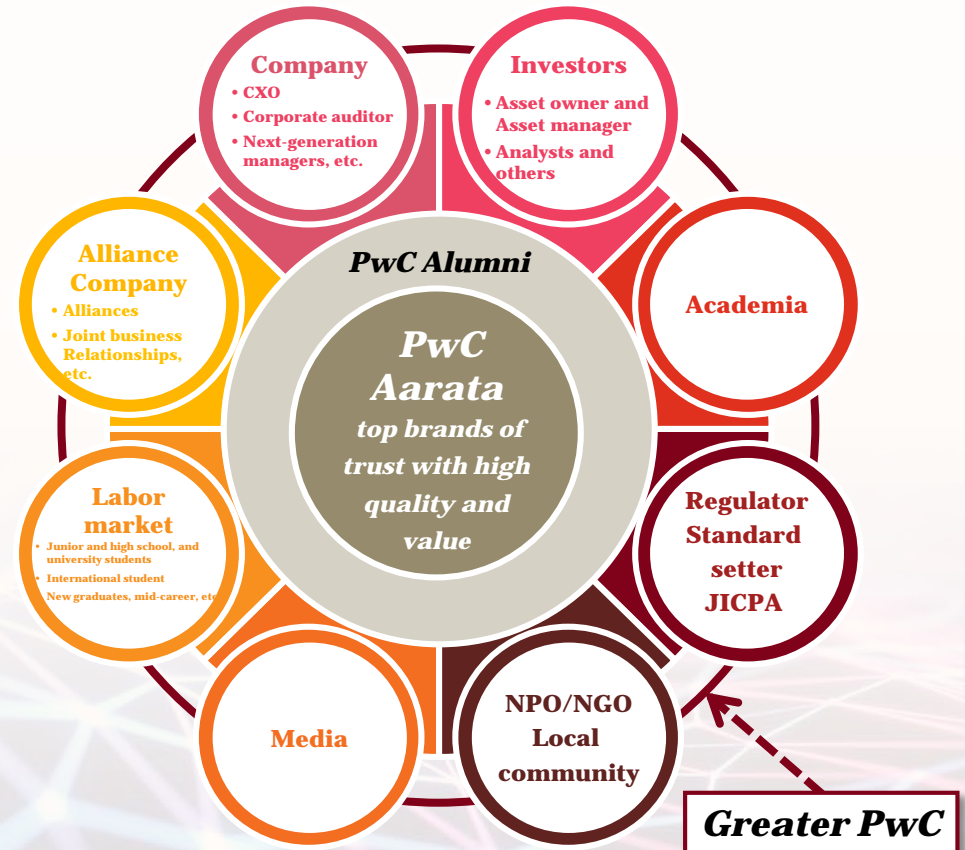 Company
• CXO
• Corporate auditor
• Next-generation
managers, etc.
Investors
• Asset owner and
Asset manager
• Analysts and
others
Alliance
Company
• Alliances
• Joint business
Relationships,
etc.
PwC Alumni
Academia
PwC
Aarata
top brands of
trust with high
quality and
value
Labor
market
• Junior and high school, and
university students
• International student
New graduates, mid-career, etc
Regulator
Standard
setter
JICPA
Media
NPO/NGO
Local
community
Greater PwC